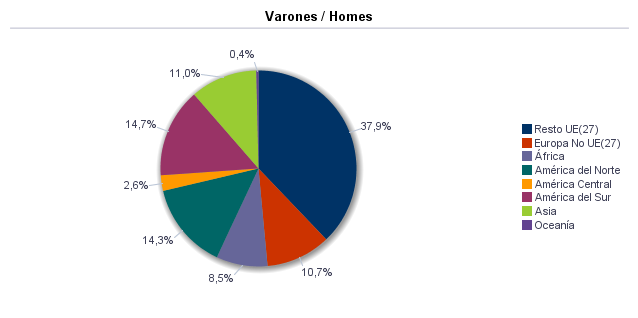 Varones / Homes
0,4%
11,0%
37,9%
14,7%
2,6%
14,3%
8,5%
10,7%
Resto UE(27)
Europa No UE(27)
África
América del Norte
América Central
América del Sur
Asia
Oceanía